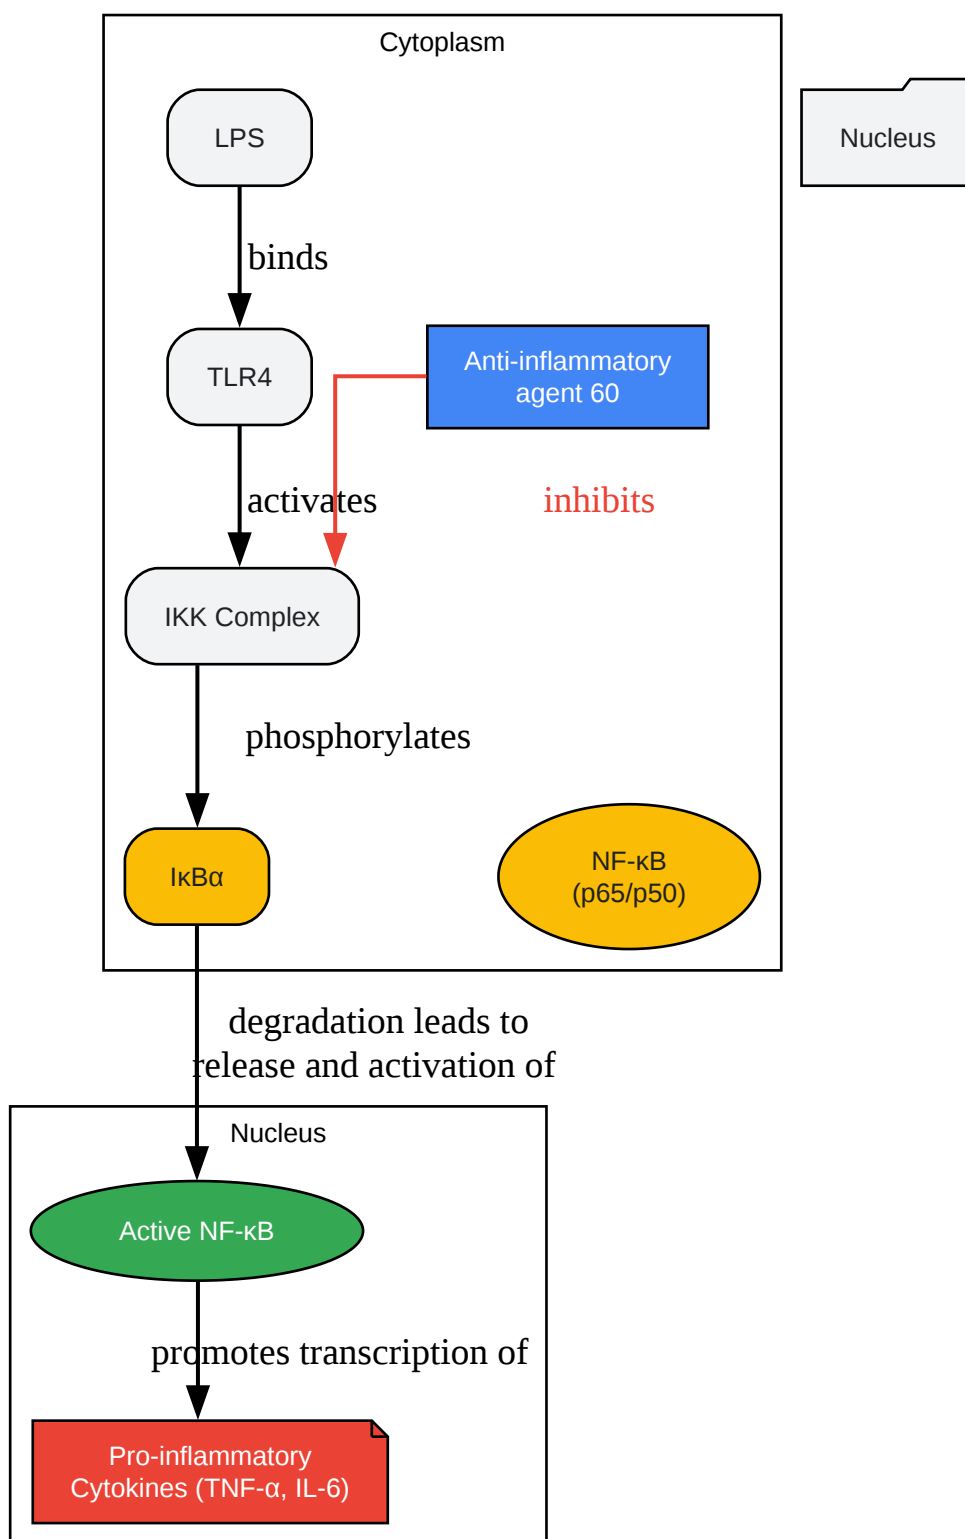 Cytoplasm
LPS
Nucleus
binds
TLR4
Anti-inflammatory
agent 60
activates
inhibits
IKK Complex
phosphorylates
IκBα
NF-κB
(p65/p50)
degradation leads to
release and activation of
Nucleus
Active NF-κB
promotes transcription of
Pro-inflammatory
Cytokines (TNF-α, IL-6)